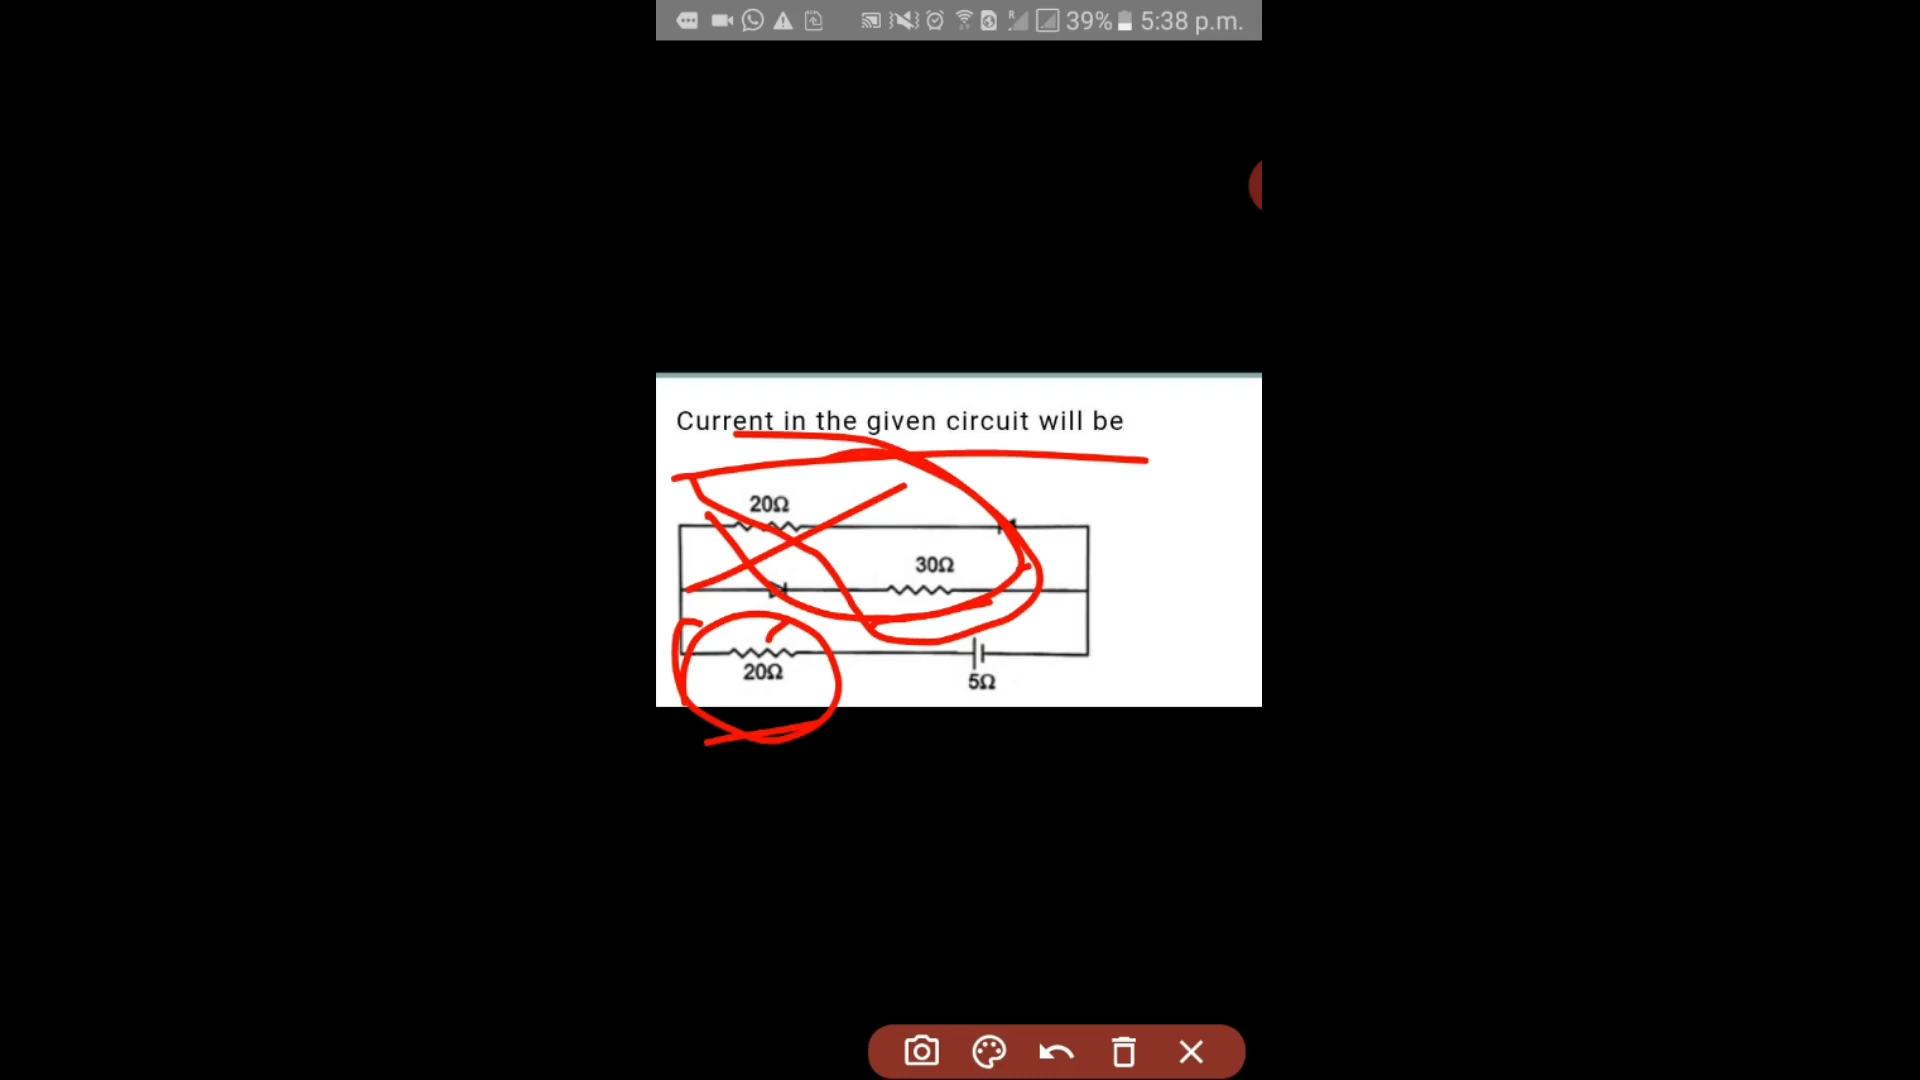 39% 5:38 p.m.
Current in the given circuit will be
20Ω
30Ω
20Ω
5Ω